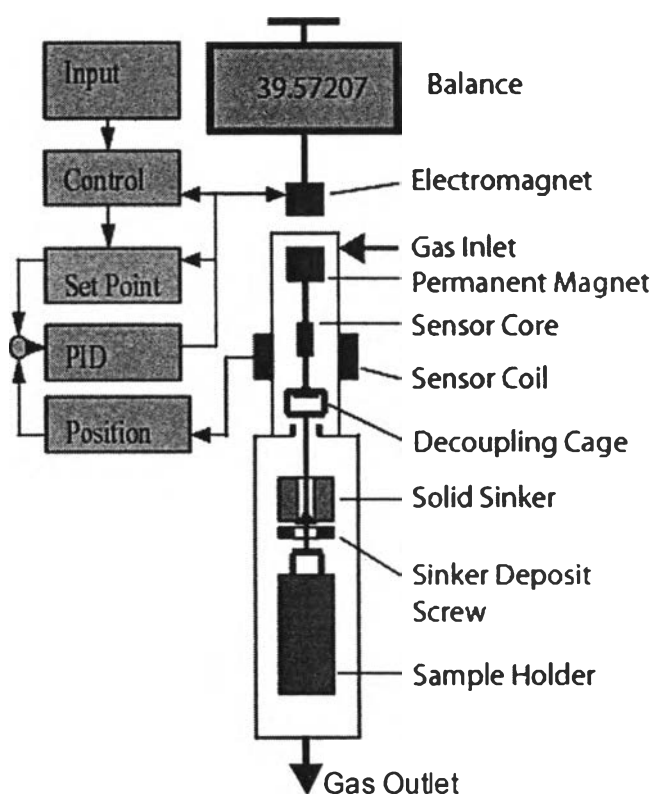 Input
39.57207
Balance
Control
Electromagnet
Gas Inlet
Set Point
Permanent Magnet
Sensor Core
PID
Sensor Coil
Position
Decoupling Cage
Solid Sinker
Sinker Deposit
Screw
Sample Holder
Gas Outlet